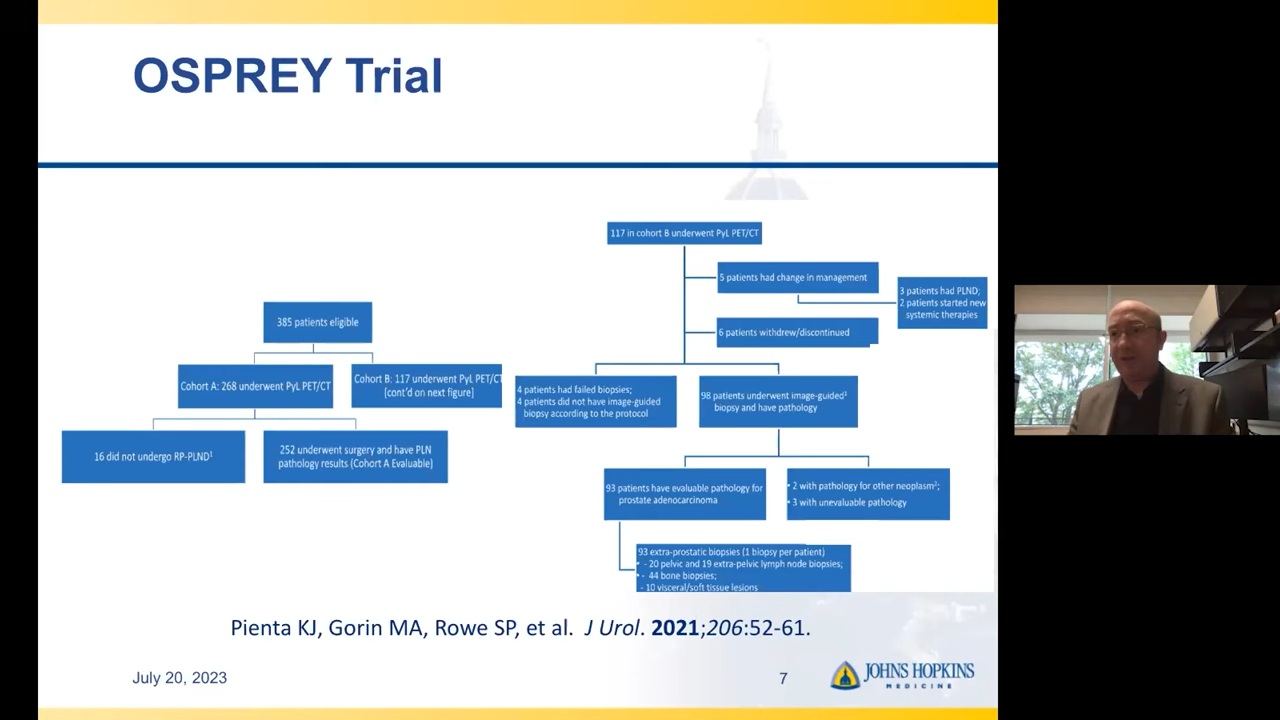 OSPREY Trial
385 patients eligible
Cohort A: 268 underwent PyL PET/CT
Cohort B: 117 underwent PyL PET/CT
[cont'd on next figure]
16 did not undergo RP-PLND¹
252 underwent surgery and have PLN
pathology results (Cohort A Evaluable)
117 in cohort B underwent PyL PET/CT
5 patients had change in management
3 patients had PLND;
2 patients started new
systemic therapies
6 patients withdrew/discontinued
4 patients had failed biopsies;
4 patients did not have image-guided
biopsy according to the protocol
98 patients underwent image-guided¹
biopsy and have pathology
93 patients have evaluable pathology for
prostate adenocarcinoma
• 2 with pathology for other neoplasm²;
• 3 with unevaluable pathology
93 extra-prostatic biopsies (1 biopsy per patient)
• - 20 pelvic and 19 extra-pelvic lymph node biopsies;
• - 44 bone biopsies;
- 10 visceral/soft tissue lesions
Pienta KJ, Gorin MA, Rowe SP, et al. J Urol. 2021;206:52-61.
July 20, 2023
7
JOHNS HOPKINS
MEDICINE